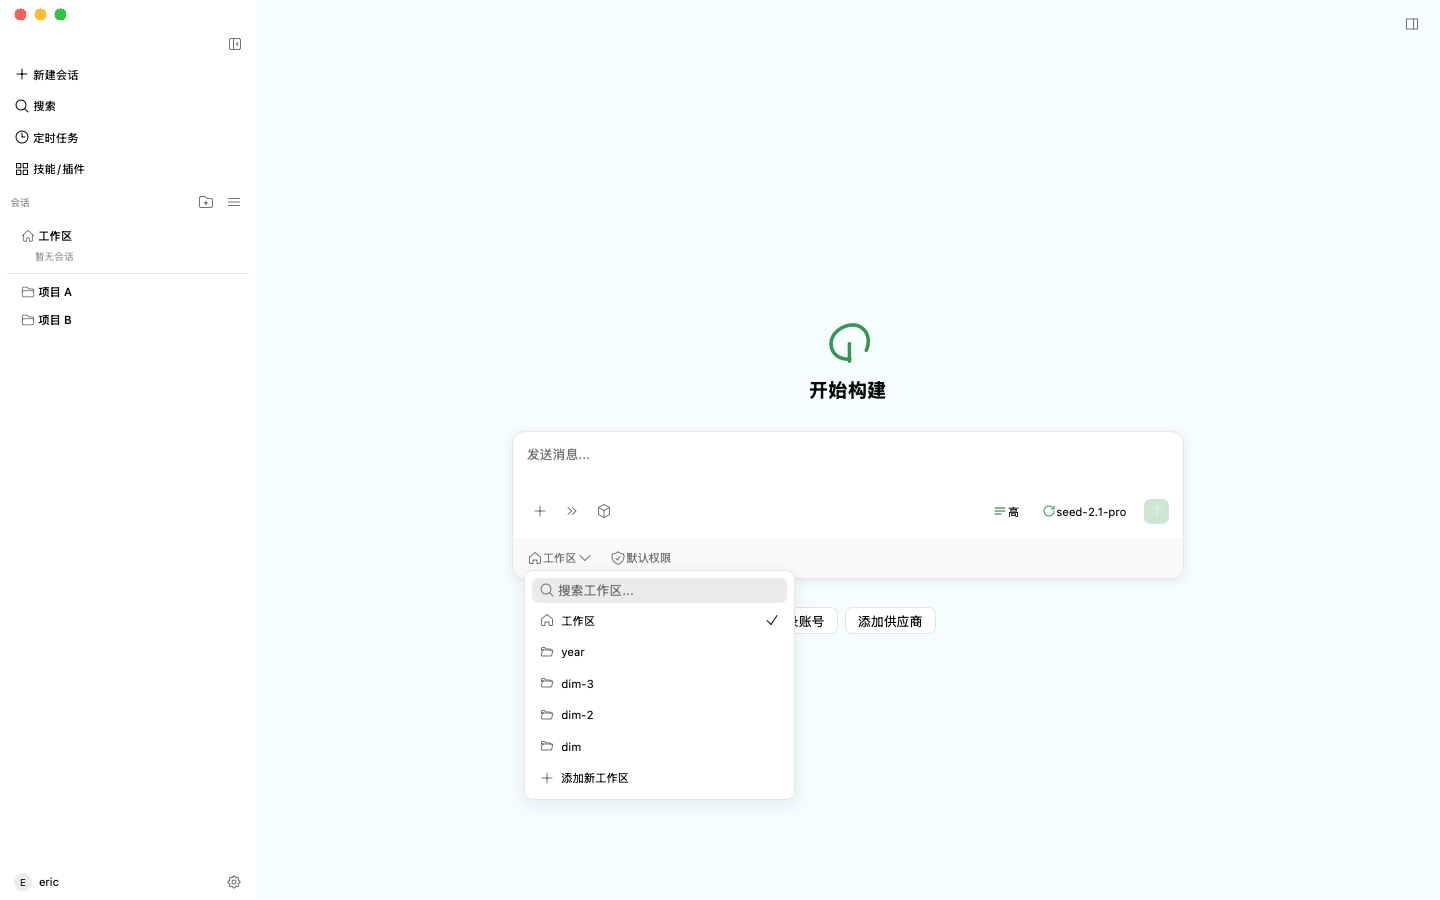 新建会话
搜索
定时任务
技能/插件
会话
工作区
暂无会话
项目 A
项目 B
E eric
开始构建
发送消息...
高 seed-2.1-pro
工作区 默认权限
搜索工作区...
工作区
year
dim-3
dim-2
dim
添加新工作区
账号 添加供应商